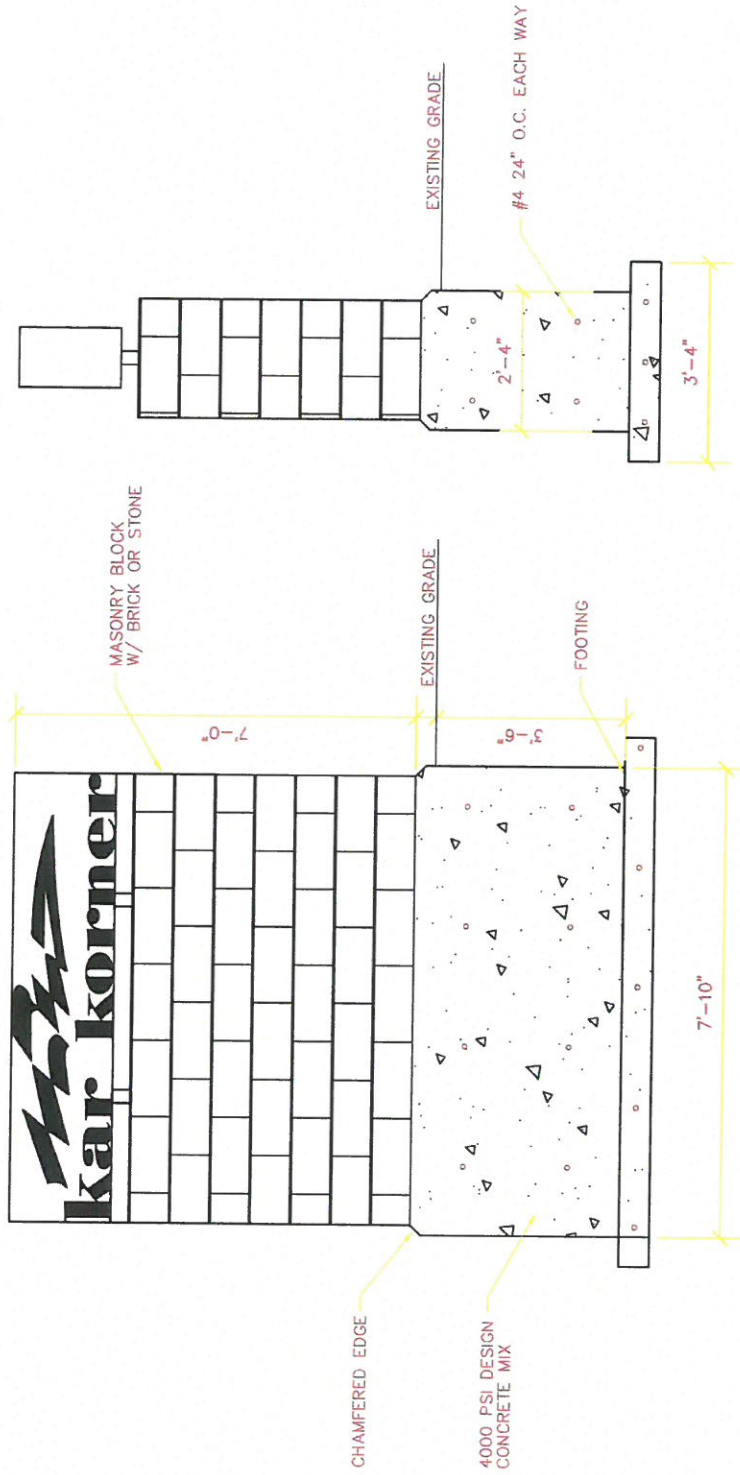 kar korner
MASONRY BLOCK
W/ BRICK OR STONE
7'-0"
CHAMFERED EDGE
EXISTING GRADE
3'-6"
4000 PSI DESIGN
CONCRETE MIX
FOOTING
7'-10"
EXISTING GRADE
2'-4"
#4 24" O.C. EACH WAY
3'-4"